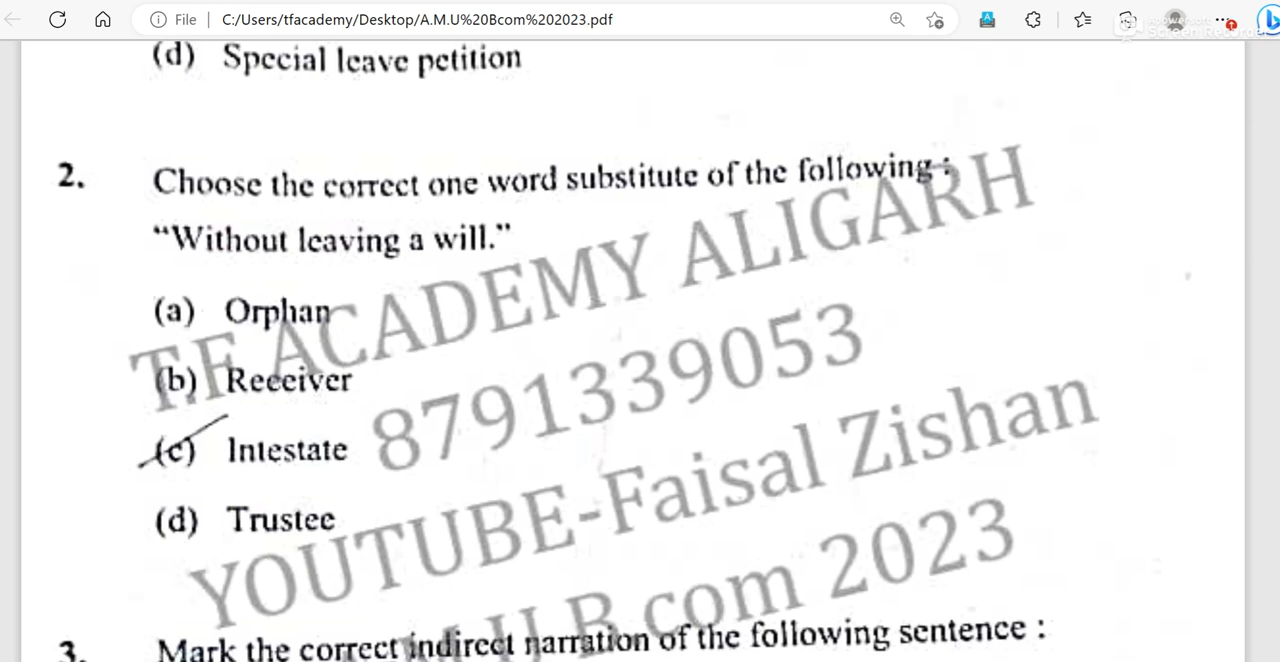 File C:/Users/tfacademy/Desktop/A.M.U%20Bcom%202023.pdf
(d) Special leave petition
2. Choose the correct one word substitute of the following :
“Without leaving a will.”
(a) Orphan
(b) Receiver
(c) Intestate
(d) Trustee
3. Mark the correct indirect narration of the following sentence :
T.F ACADEMY ALIGARH
8791339053
YOUTUBE-Faisal Zishan
B.com 2023